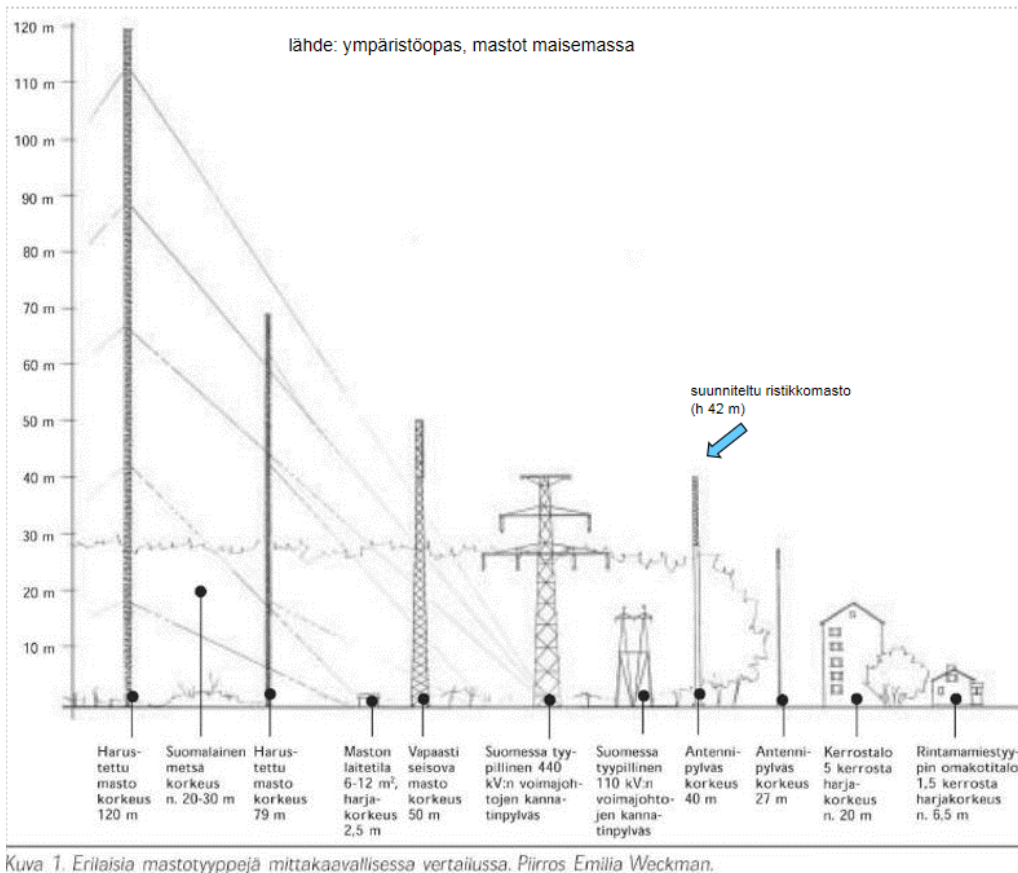 lähde: ympäristöopas, mastot maisemassa
120 m
110 m
100 m
90 m
80 m
70 m
60 m
50 m
40 m
30 m
20 m
10 m
suunniteltu ristikkomasto
(h 42 m)
Harus-
tettu
masto
korkeus
120 m
Suomalainen
metsä
korkeus
n. 20-30 m
Harus-
tettu
masto
korkeus
79 m
Maston
laitetila
6-12 m²,
harja-
korkeus
2,5 m
Vapaasti
seisova
masto
korkeus
50 m
Suomessa tyy-
pillinen 440
kV:n voimajoh-
tojen kanna-
tinpylväs
Suomessa
tyypillinen
110 kV:n
voimajohto-
jen kanna-
tinpylväs
Antenni-
pylväs
korkeus
40 m
Antenni-
pylväs
korkeus
27 m
Kerrostalo
5 kerrosta
harja-
korkeus
n. 20 m
Rintamamiestyy-
pin omakotitalo
1,5 kerrosta
harjakorkeus
n. 6,5 m
Kuva 1. Erilaisia mastotyyppejä mittakaavallisessa vertailussa. Piirros Emilia Weckman.